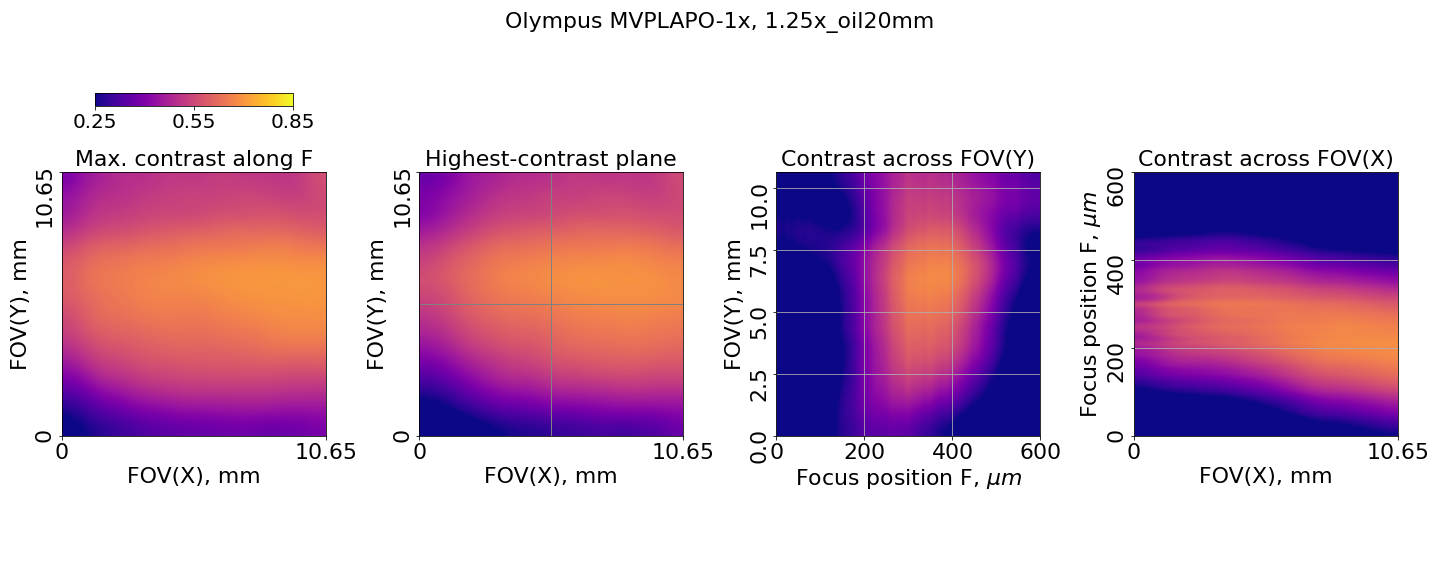 Olympus MVPLAPO-1x, 1.25x_oil20mm
0.25 0.55 0.85
Max. contrast along F
10.65
FOV(Y), mm
0
0 10.65
FOV(X), mm
Highest-contrast plane
10.65
FOV(Y), mm
0
0 10.65
FOV(X), mm
Contrast across FOV(Y)
10.0
7.5
FOV(Y), mm
5.0
2.5
0.0
0 200 400 600
Focus position F, μm
Contrast across FOV(X)
600
400
Focus position F, μm
200
0
0 10.65
FOV(X), mm